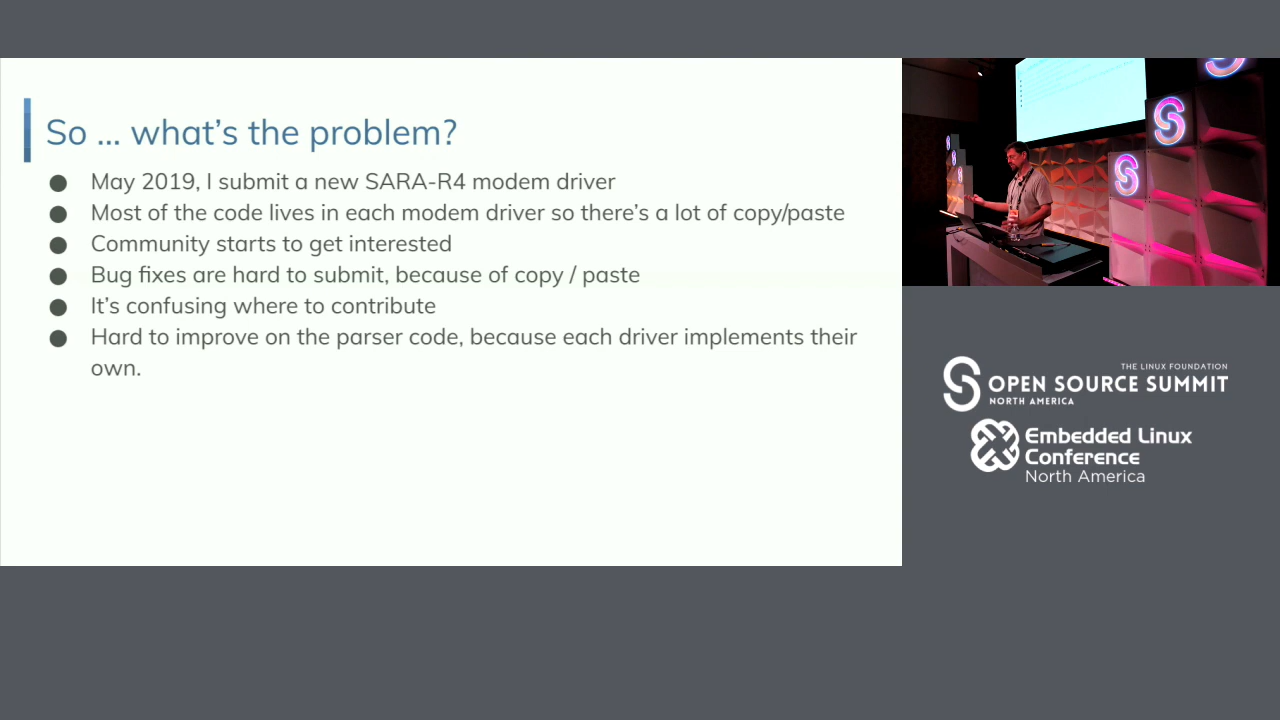 So ... what's the problem?
● May 2019, I submit a new SARA-R4 modem driver
● Most of the code lives in each modem driver so there's a lot of copy/paste
● Community starts to get interested
● Bug fixes are hard to submit, because of copy / paste
● It's confusing where to contribute
● Hard to improve on the parser code, because each driver implements their
own.
THE LINUX FOUNDATION
OPEN SOURCE SUMMIT
NORTH AMERICA
Embedded Linux
Conference
North America